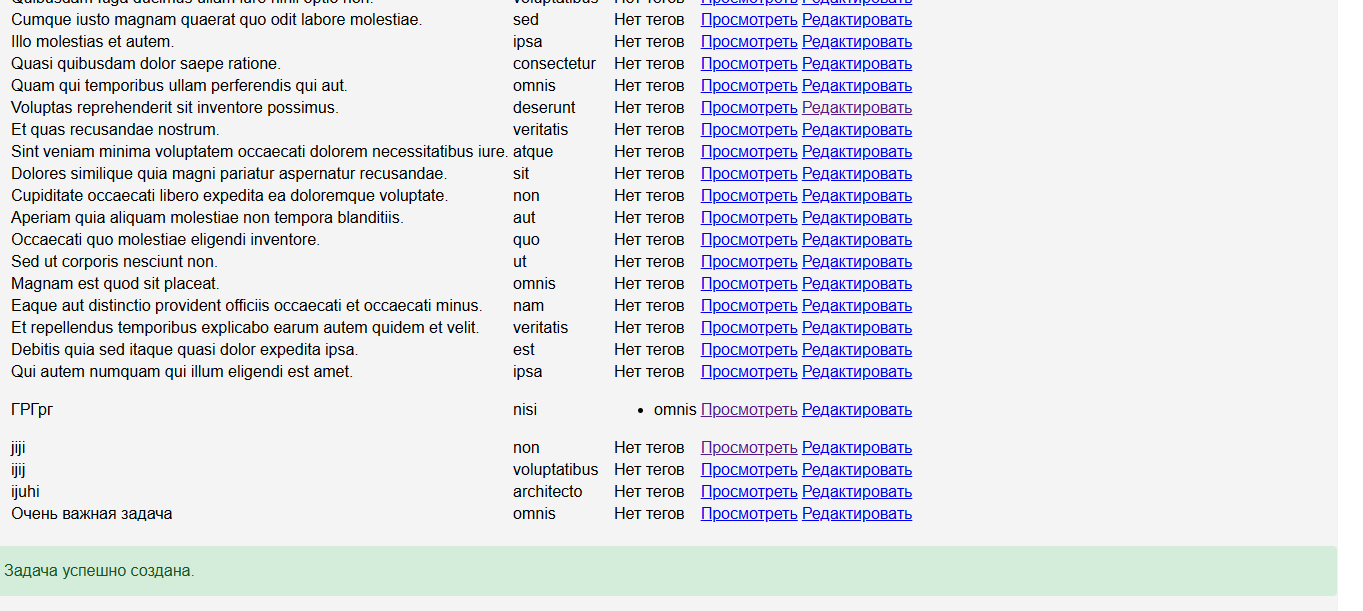 Quibusdam fuga ducimus ullam iure nihil optio non. voluptatibus Нет тегов Просмотреть Редактировать
Cumque iusto magnam quaerat quo odit labore molestiae. sed Нет тегов Просмотреть Редактировать
Illo molestias et autem. ipsa Нет тегов Просмотреть Редактировать
Quasi quibusdam dolor saepe ratione. consectetur Нет тегов Просмотреть Редактировать
Quam qui temporibus ullam perferendis qui aut. omnis Нет тегов Просмотреть Редактировать
Voluptas reprehenderit sit inventore possimus. deserunt Нет тегов Просмотреть Редактировать
Et quas recusandae nostrum. veritatis Нет тегов Просмотреть Редактировать
Sint veniam minima voluptatem occaecati dolorem necessitatibus iure. atque Нет тегов Просмотреть Редактировать
Dolores similique quia magni pariatur aspernatur recusandae. sit Нет тегов Просмотреть Редактировать
Cupiditate occaecati libero expedita ea doloremque voluptate. non Нет тегов Просмотреть Редактировать
Aperiam quia aliquam molestiae non tempora blanditiis. aut Нет тегов Просмотреть Редактировать
Occaecati quo molestiae eligendi inventore. quo Нет тегов Просмотреть Редактировать
Sed ut corporis nesciunt non. ut Нет тегов Просмотреть Редактировать
Magnam est quod sit placeat. omnis Нет тегов Просмотреть Редактировать
Eaque aut distinctio provident officiis occaecati et occaecati minus. nam Нет тегов Просмотреть Редактировать
Et repellendus temporibus explicabo earum autem quidem et velit. veritatis Нет тегов Просмотреть Редактировать
Debitis quia sed itaque quasi dolor expedita ipsa. est Нет тегов Просмотреть Редактировать
Qui autem numquam qui illum eligendi est amet. ipsa Нет тегов Просмотреть Редактировать
ГРГрг nisi • omnis Просмотреть Редактировать
jiji non Нет тегов Просмотреть Редактировать
ijij voluptatibus Нет тегов Просмотреть Редактировать
ijuhi architecto Нет тегов Просмотреть Редактировать
Очень важная задача omnis Нет тегов Просмотреть Редактировать
Задача успешно создана.